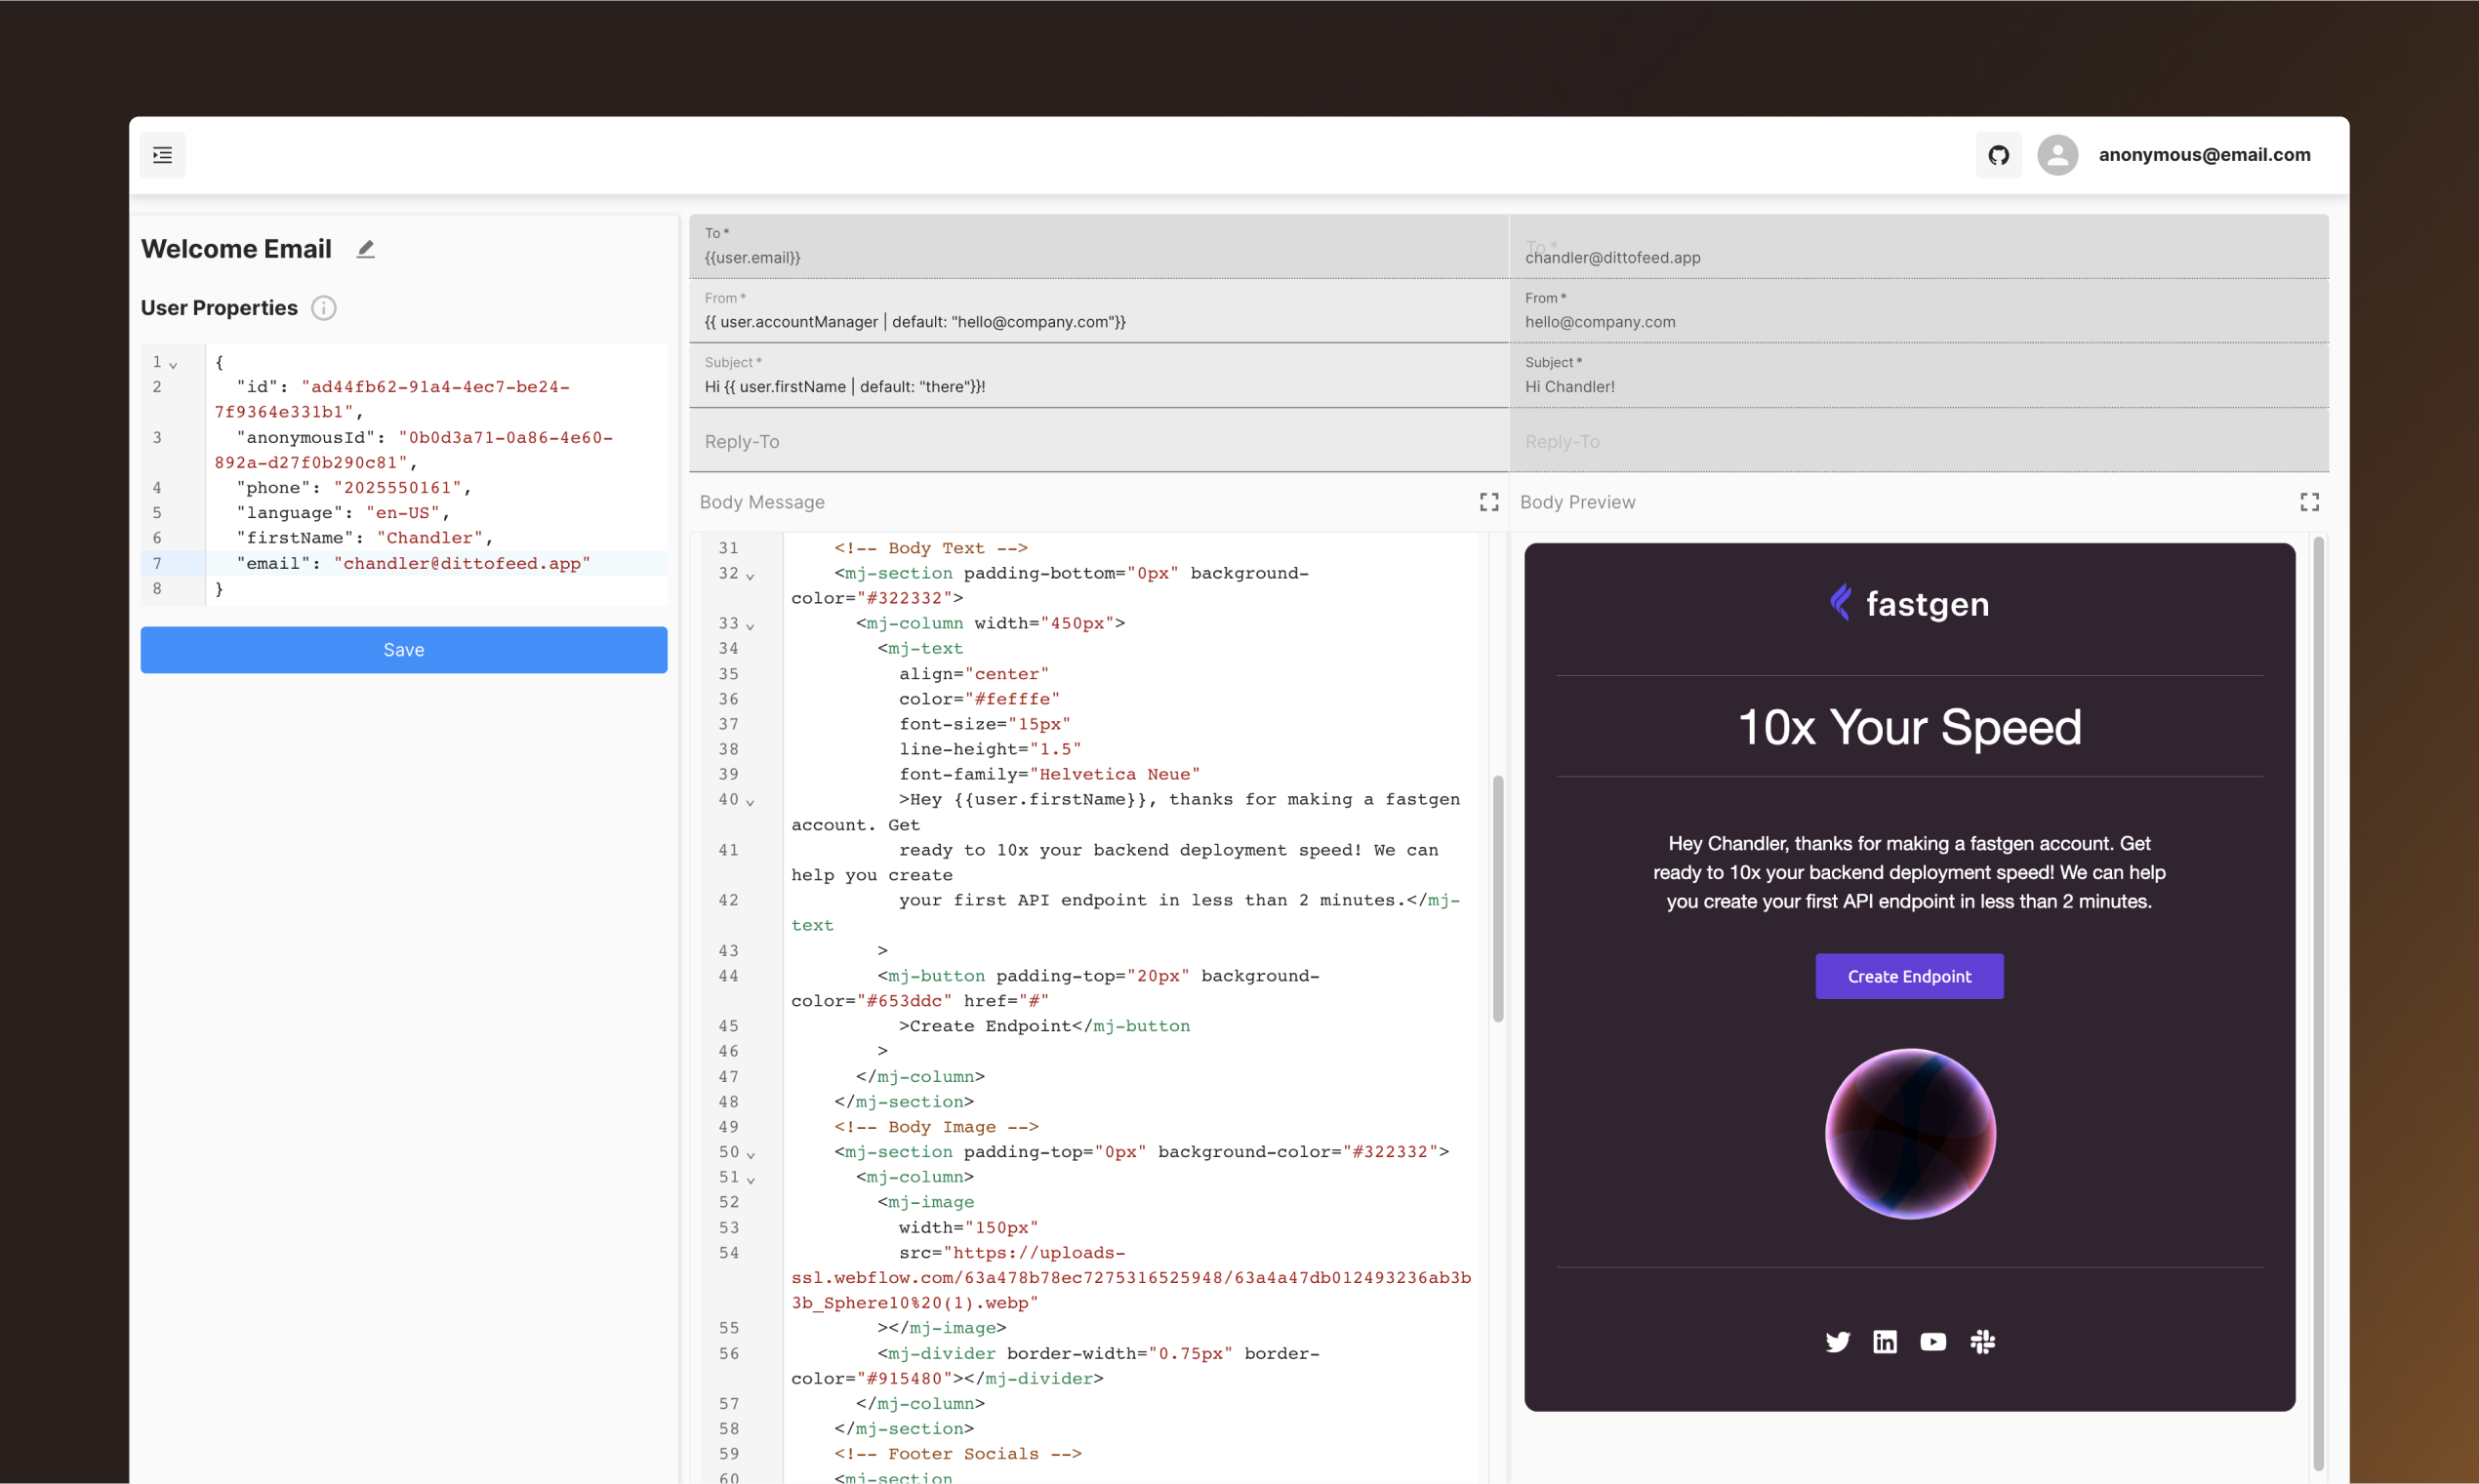 anonymous@email.com
Welcome Email
User Properties
1 {
2 "id": "ad44fb62-91a4-4ec7-be24-
7f9364e331b1",
3 "anonymousId": "0b0d3a71-0a86-4e60-
892a-d27f0b290c81",
4 "phone": "2025550161",
5 "language": "en-US",
6 "firstName": "Chandler",
7 "email": "chandler@dittofeed.app"
8 }
Save
To *
{{user.email}}
From *
{{ user.accountManager | default: "hello@company.com"}}
Subject *
Hi {{ user.firstName | default: "there"}}!
Reply-To
To *
chandler@dittofeed.app
From *
hello@company.com
Subject *
Hi Chandler!
Reply-To
Body Message
31 <!-- Body Text -->
32 <mj-section padding-bottom="0px" background-
color="#322332">
33 <mj-column width="450px">
34 <mj-text
35 align="center"
36 color="#fefffe"
37 font-size="15px"
38 line-height="1.5"
39 font-family="Helvetica Neue"
40 >Hey {{user.firstName}}, thanks for making a fastgen
account. Get
41 ready to 10x your backend deployment speed! We can
help you create
42 your first API endpoint in less than 2 minutes.</mj-
text
43 >
44 <mj-button padding-top="20px" background-
color="#653ddc" href="#"
45 >Create Endpoint</mj-button
46 >
47 </mj-column>
48 </mj-section>
49 <!-- Body Image -->
50 <mj-section padding-top="0px" background-color="#322332">
51 <mj-column>
52 <mj-image
53 width="150px"
54 src="https://uploads-
ssl.webflow.com/63a478b78ec7275316525948/63a4a47db012493236ab3b
3b_Sphere10%20(1).webp"
55 ></mj-image>
56 <mj-divider border-width="0.75px" border-
color="#915480"></mj-divider>
57 </mj-column>
58 </mj-section>
59 <!-- Footer Socials -->
60 <mj-section
Body Preview
fastgen
10x Your Speed
Hey Chandler, thanks for making a fastgen account. Get
ready to 10x your backend deployment speed! We can help
you create your first API endpoint in less than 2 minutes.
Create Endpoint